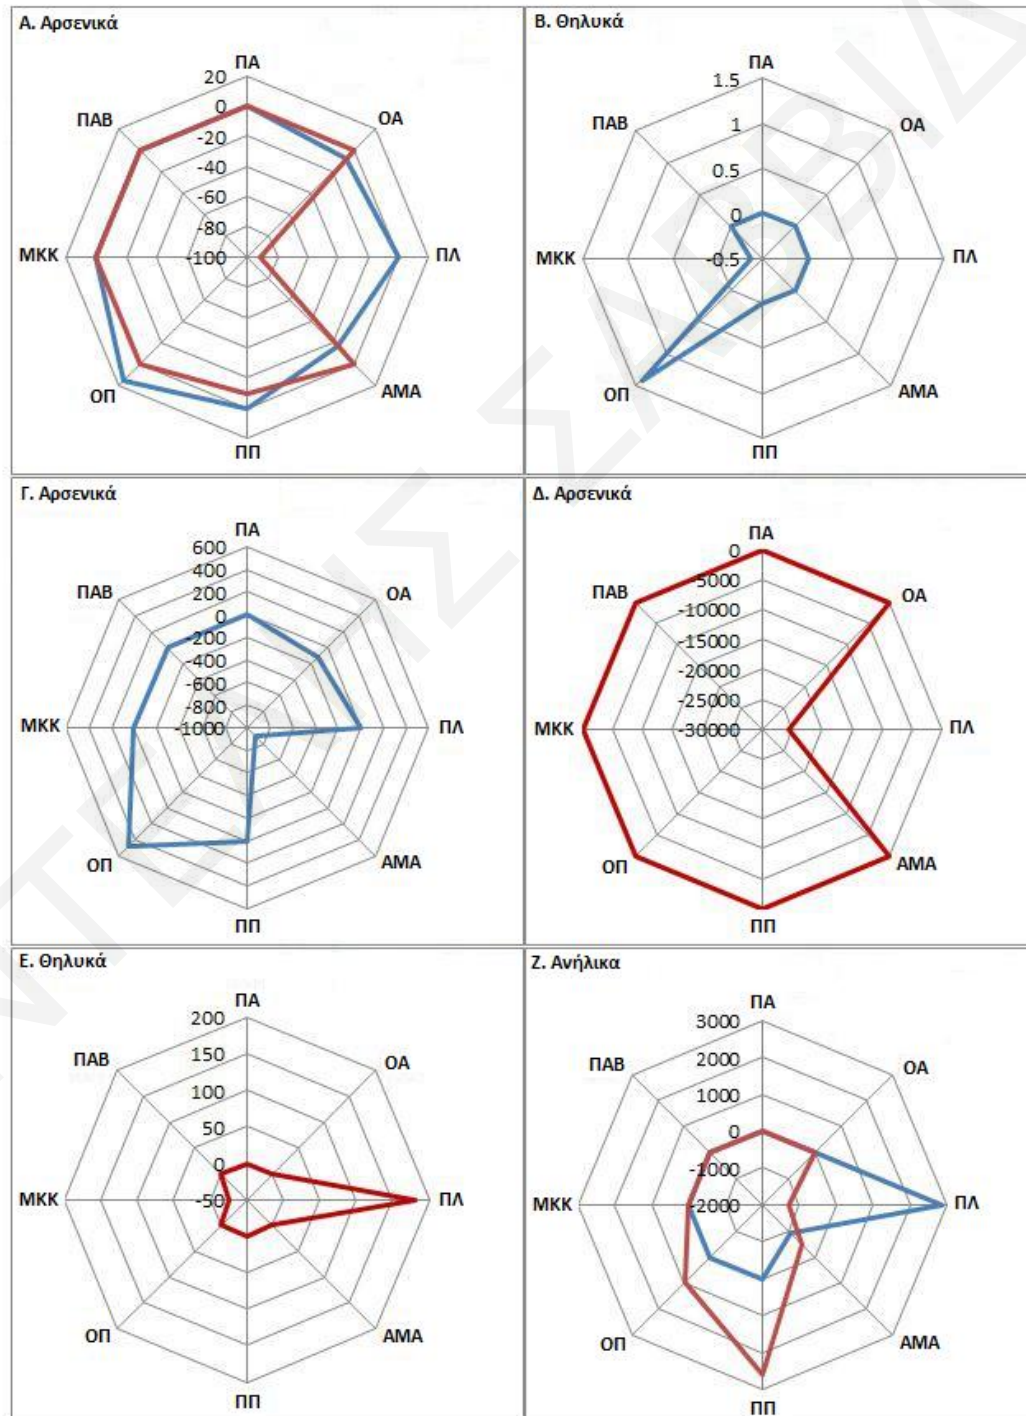 Α. Αρσενικά
ΠΑ
ΟΑ
ΠΛ
ΑΜΑ
ΠΠ
ΟΠ
ΜΚΚ
ΠΑΒ
20
0
-20
-40
-60
-80
-100
Β. Θηλυκά
ΠΑ
ΟΑ
ΠΛ
ΑΜΑ
ΠΠ
ΟΠ
ΜΚΚ
ΠΑΒ
1.5
1
0.5
0
-0.5
Γ. Αρσενικά
ΠΑ
ΟΑ
ΠΛ
ΑΜΑ
ΠΠ
ΟΠ
ΜΚΚ
ΠΑΒ
600
400
200
0
-200
-400
-600
-800
-1000
Δ. Αρσενικά
ΠΑ
ΟΑ
ΠΛ
ΑΜΑ
ΠΠ
ΟΠ
ΜΚΚ
ΠΑΒ
0
-5000
-10000
-15000
-20000
-25000
-30000
Ε. Θηλυκά
ΠΑ
ΟΑ
ΠΛ
ΑΜΑ
ΠΠ
ΟΠ
ΜΚΚ
ΠΑΒ
200
150
100
50
0
-50
Ζ. Ανήλικα
ΠΑ
ΟΑ
ΠΛ
ΑΜΑ
ΠΠ
ΟΠ
ΜΚΚ
ΠΑΒ
3000
2000
1000
0
-1000
-2000